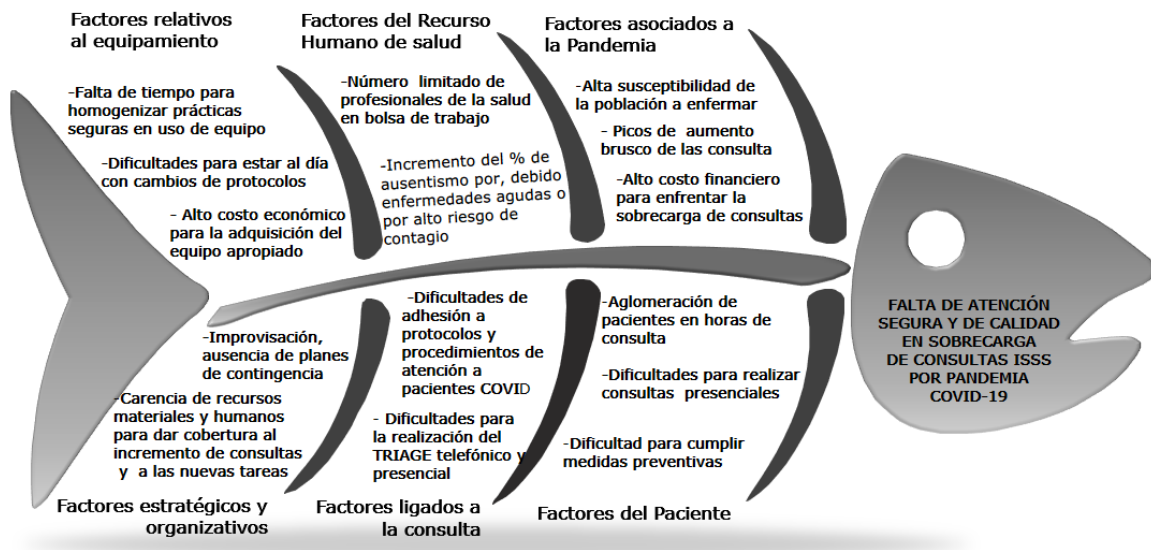 Factores relativos
al equipamiento
-Falta de tiempo para
homogenizar prácticas
seguras en uso de equipo
-Dificultades para estar al día
con cambios de protocolos
- Alto costo económico
para la adquisición del
equipo apropiado
Factores del Recurso
Humano de salud
-Número limitado de
profesionales de la salud
en bolsa de trabajo
-Incremento del % de
ausentismo por, debido
enfermedades agudas o
por alto riesgo de
contagio
Factores asociados a
la Pandemia
-Alta susceptibilidad de
la población a enfermar
- Picos de aumento
brusco de las consulta
-Alto costo financiero
para enfrentar la
sobrecarga de consultas
-Improvisación,
ausencia de planes
de contingencia
-Carencia de recursos
materiales y humanos
para dar cobertura al
incremento de consultas
y a las nuevas tareas
Factores estratégicos y
organizativos
-Dificultades de
adhesión a
protocolos y
procedimientos de
atención a
pacientes COVID
- Dificultades para
la realización del
TRIAGE telefónico y
presencial
Factores ligados a
la consulta
-Aglomeración de
pacientes en horas de
consulta
-Dificultades para realizar
consultas presenciales
-Dificultad para cumplir
medidas preventivas
Factores del Paciente
FALTA DE ATENCIÓN
SEGURA Y DE CALIDAD
EN SOBRECARGA
DE CONSULTAS ISSS
POR PANDEMIA
COVID-19